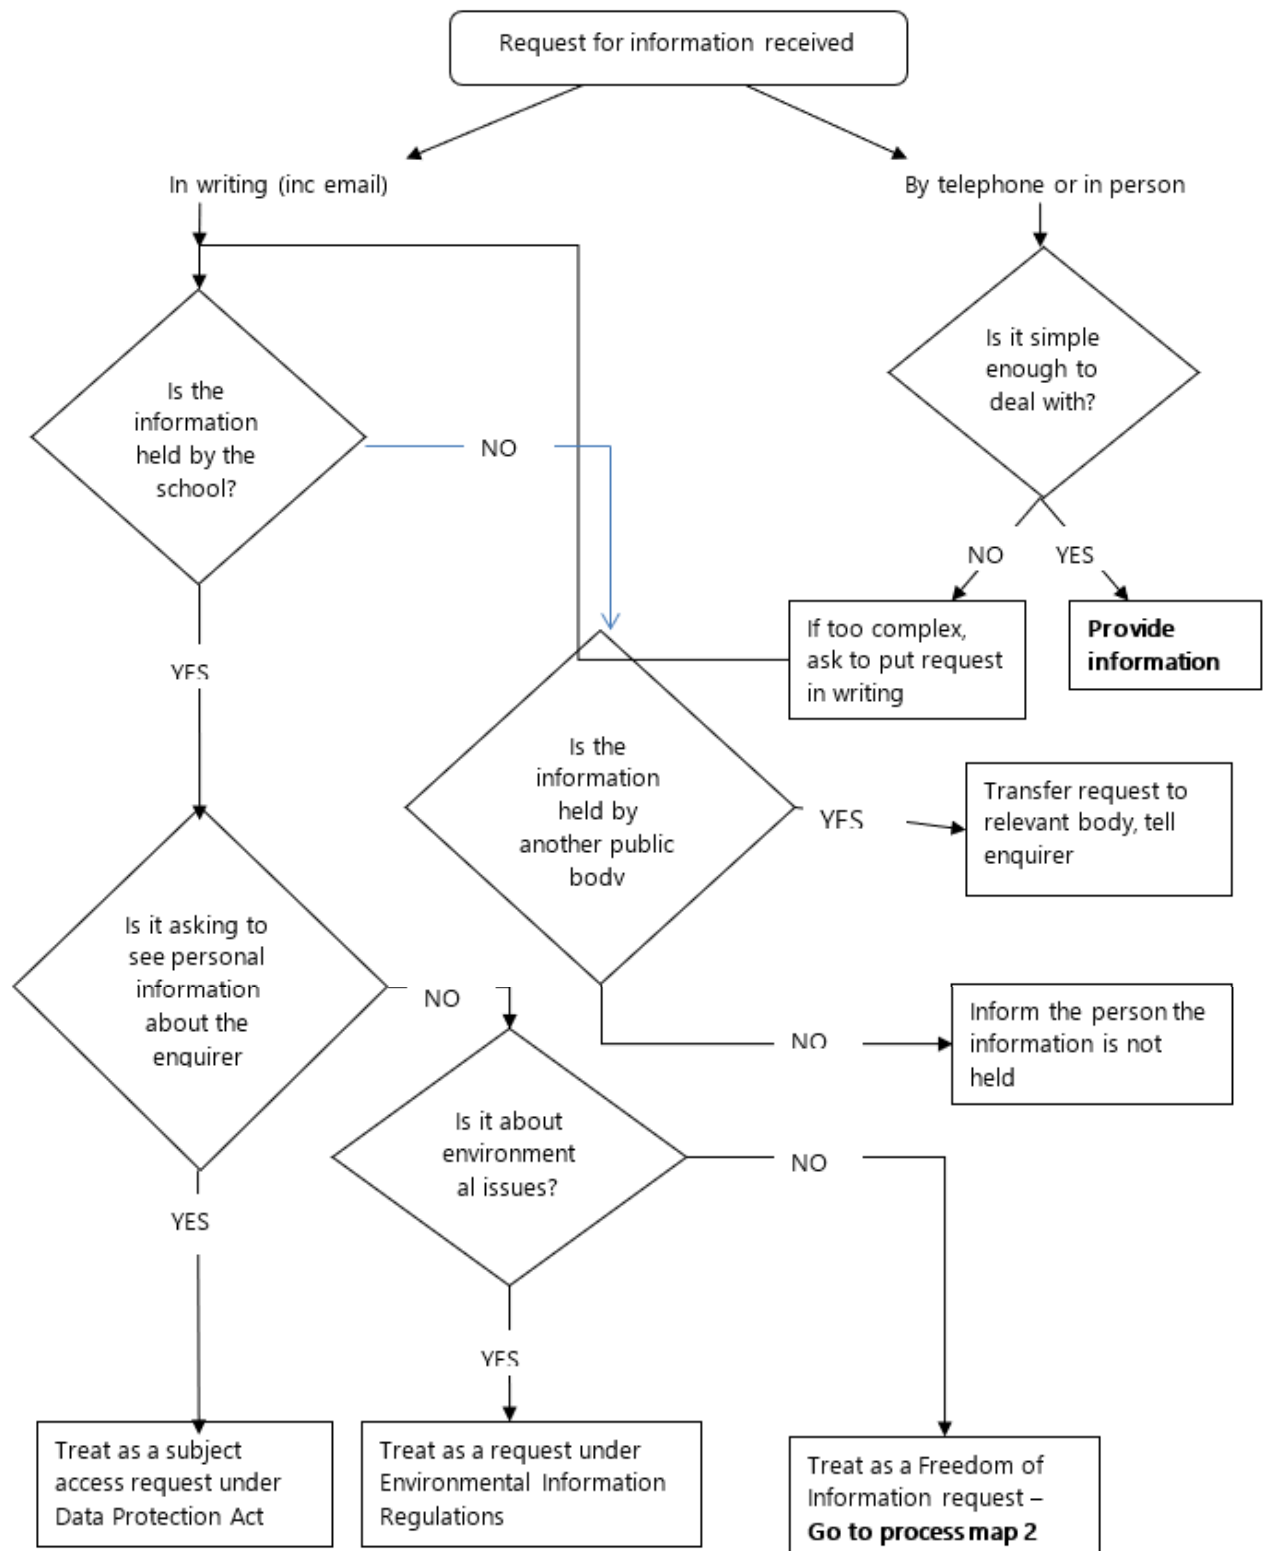 Request for information received
In writing (inc email)
By telephone or in person
Is it simple
enough to
deal with?
Is the
information
held by the
school?
NO
NO
YES
If too complex,
ask to put request
in writing
Provide
information
YES
Is the
information
held by
another public
body
YES
Transfer request to
relevant body, tell
enquirer
Is it asking to
see personal
information
about the
enquirer
NO
Inform the person the
information is not
held
NO
Is it about
environment
al issues?
NO
YES
YES
Treat as a subject
access request under
Data Protection Act
Treat as a request under
Environmental Information
Regulations
Treat as a Freedom of
Information request –
Go to process map 2